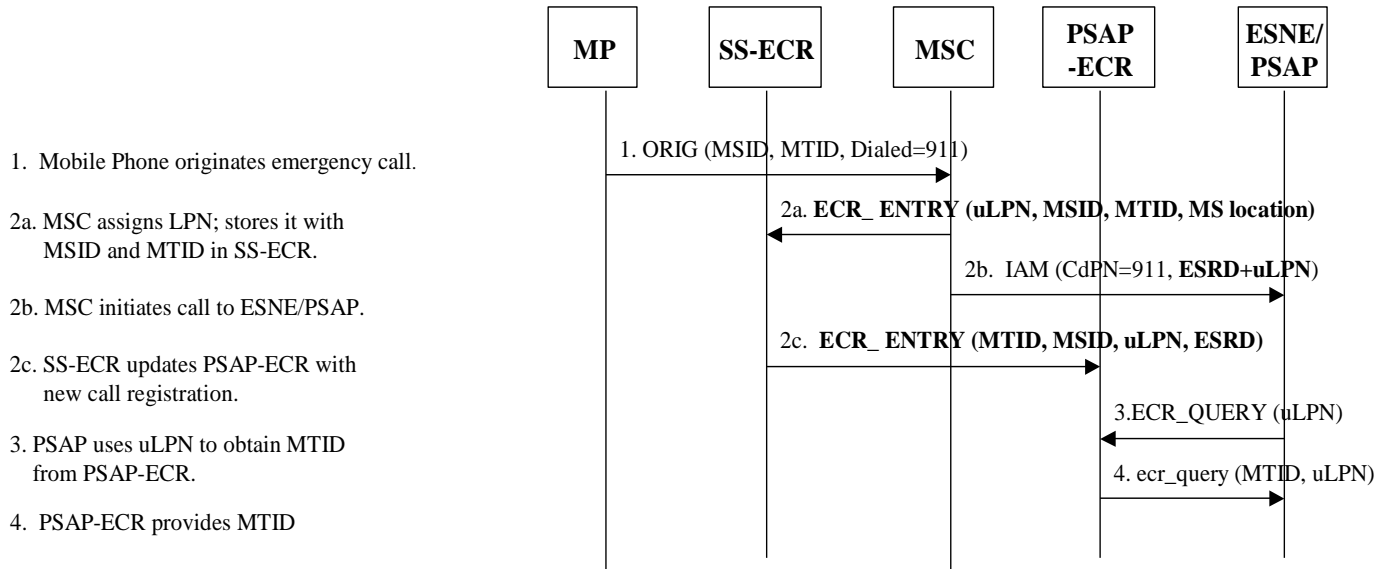 MP
SS-ECR
MSC
PSAP
-ECR
ESNE/
PSAP
1. Mobile Phone originates emergency call.
2a. MSC assigns LPN; stores it with
MSID and MTID in SS-ECR.
2b. MSC initiates call to ESNE/PSAP.
2c. SS-ECR updates PSAP-ECR with
new call registration.
3. PSAP uses uLPN to obtain MTID
from PSAP-ECR.
4. PSAP-ECR provides MTID
1. ORIG (MSID, MTID, Dialed=911)
2a. ECR_ ENTRY (uLPN, MSID, MTID, MS location)
2b. IAM (CdPN=911, ESRD+uLPN)
2c. ECR_ ENTRY (MTID, MSID, uLPN, ESRD)
3.ECR_QUERY (uLPN)
4. ecr_query (MTID, uLPN)